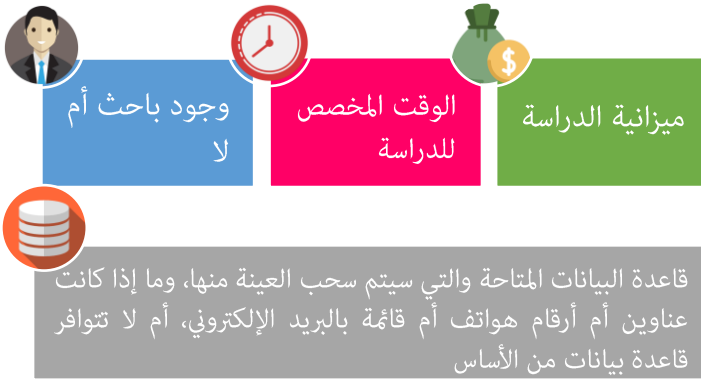 ميزانية الدراسة
الوقت المخصص
للدراسة
وجود باحث أم
لا
قاعدة البيانات المتاحة والتي سيتم سحب العينة منها، وما إذا كانت
عناوين أم أرقام هواتف أم قائمة بالبريد الإلكتروني، أم لا تتوافر
قاعدة بيانات من الأساس
$